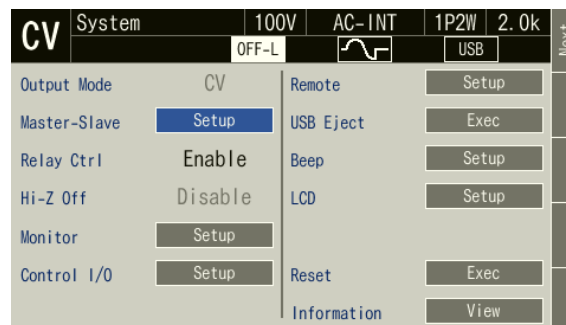 CV System 100V AC-INT 1P2W 2.0k
OFF-L USB
Next
Output Mode CV
Master-Slave Setup
Relay Ctrl Enable
Hi-Z Off Disable
Monitor Setup
Control I/O Setup
Remote Setup
USB Eject Exec
Beep Setup
LCD Setup
Reset Exec
Information View